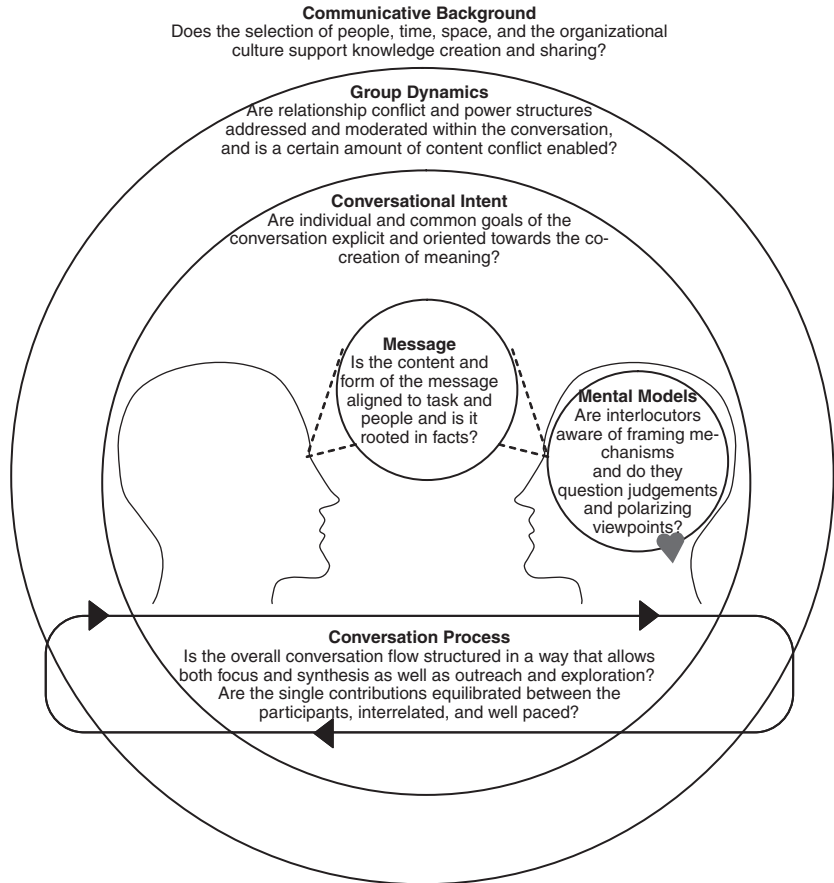 Communicative Background
Does the selection of people, time, space, and the organizational
culture support knowledge creation and sharing?
Group Dynamics
Are relationship conflict and power structures
addressed and moderated within the conversation,
and is a certain amount of content conflict enabled?
Conversational Intent
Are individual and common goals of the
conversation explicit and oriented towards the co-
creation of meaning?
Message
Is the content and
form of the message
aligned to task and
people and is it
rooted in facts?
Mental Models
Are interlocutors
aware of framing me-
chanisms
and do they
question judgements
and polarizing
viewpoints?
Conversation Process
Is the overall conversation flow structured in a way that allows
both focus and synthesis as well as outreach and exploration?
Are the single contributions equilibrated between the
participants, interrelated, and well paced?